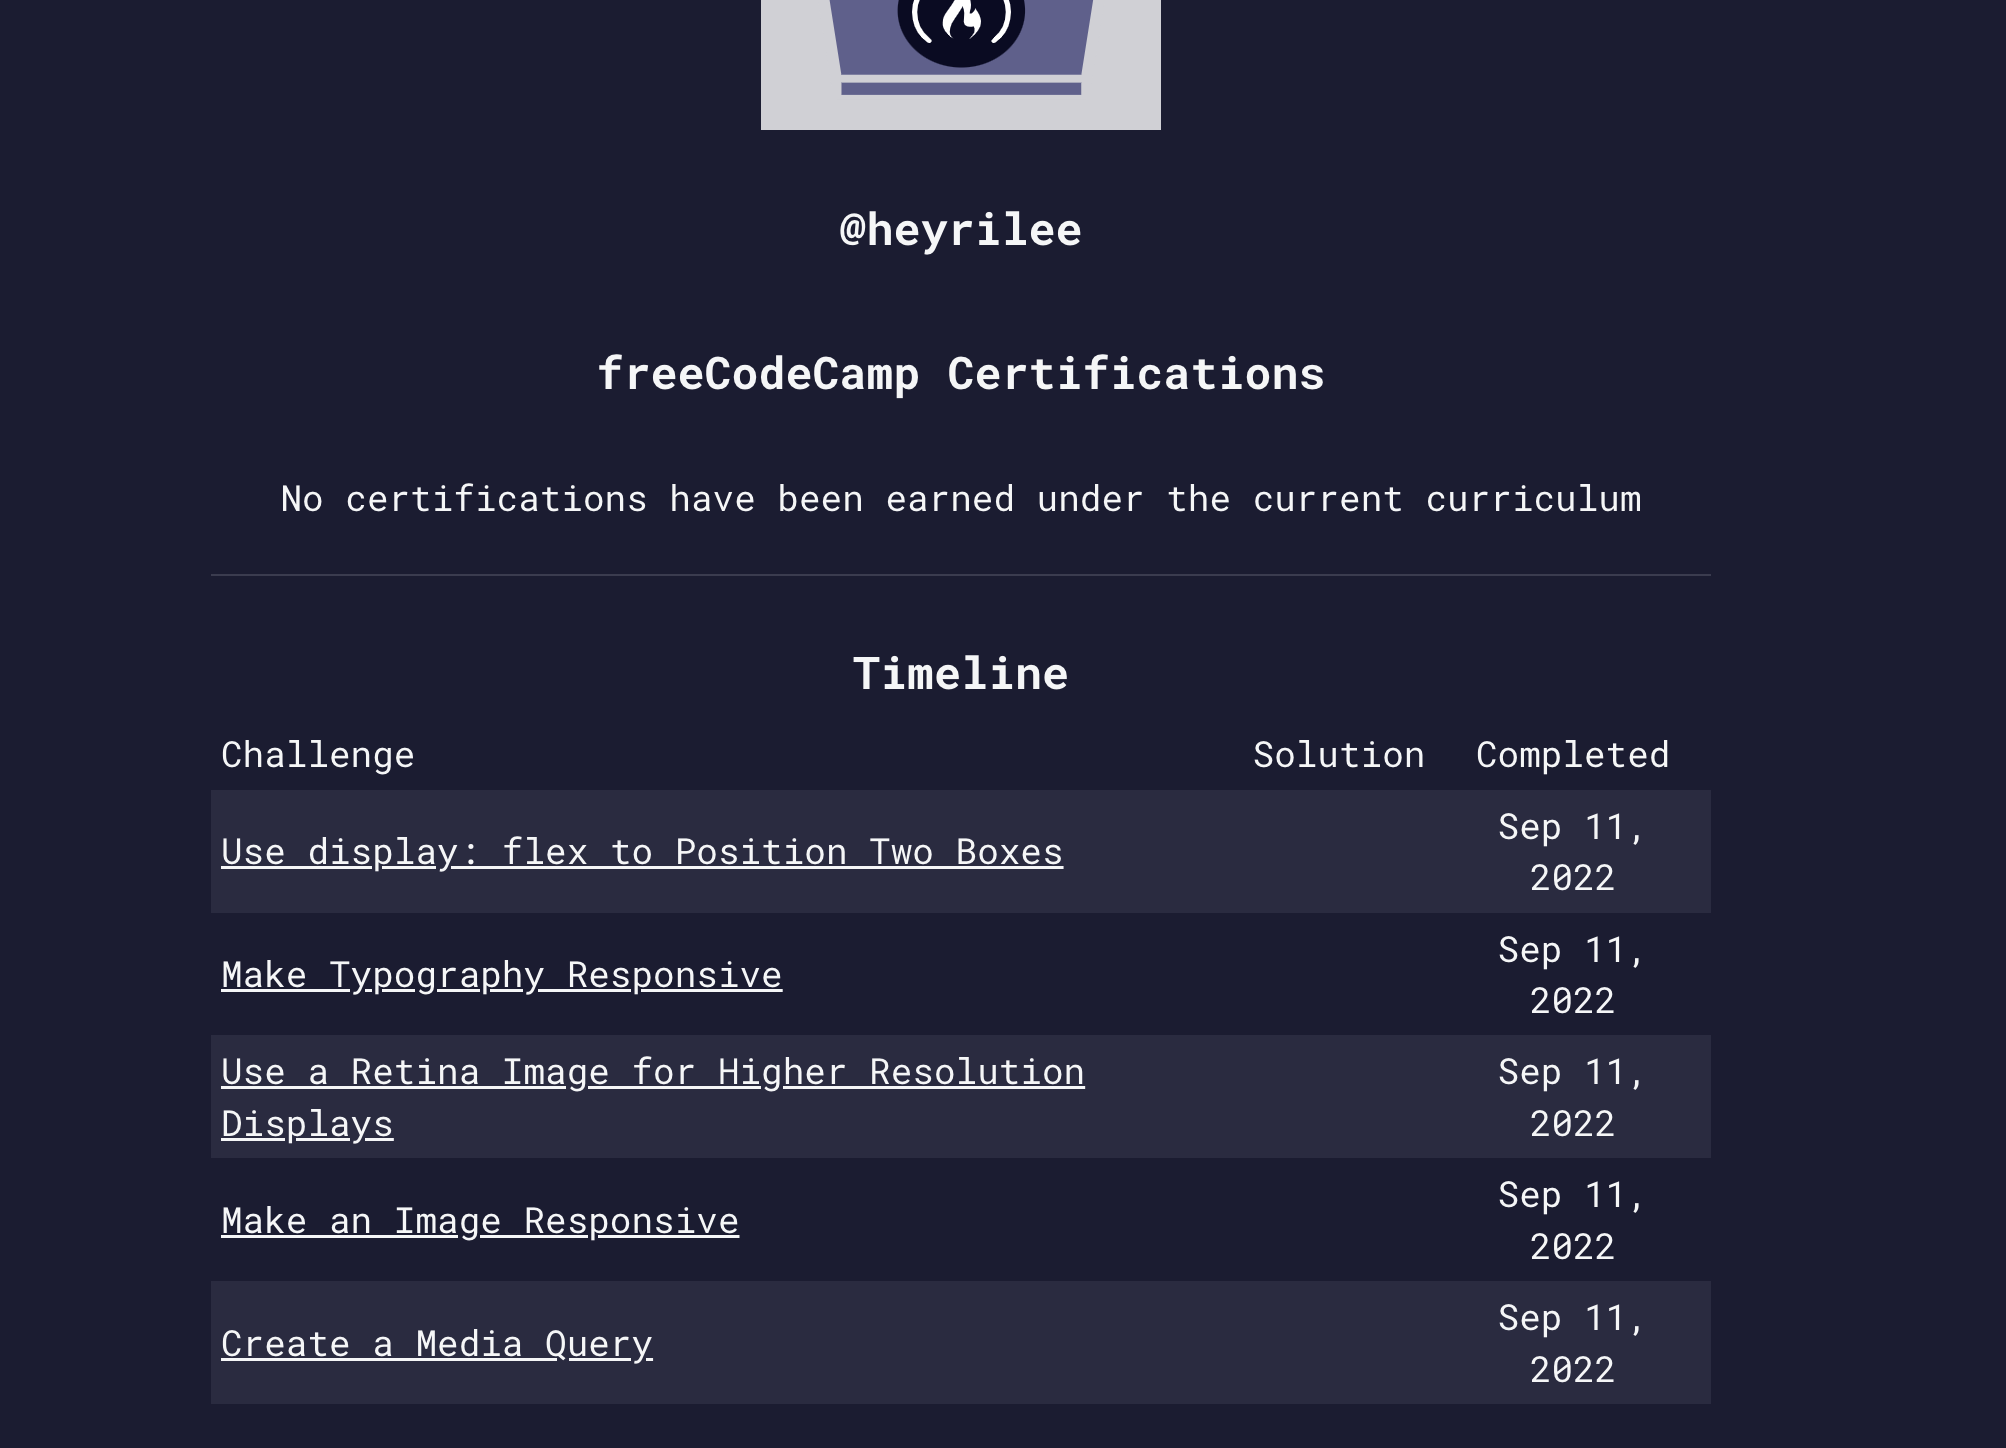 @heyrilee
freeCodeCamp Certifications
No certifications have been earned under the current curriculum
Timeline
Challenge Solution Completed
Use display: flex to Position Two Boxes
Sep 11,
2022
Make Typography Responsive
Sep 11,
2022
Use a Retina Image for Higher Resolution
Displays
Sep 11,
2022
Make an Image Responsive
Sep 11,
2022
Create a Media Query
Sep 11,
2022